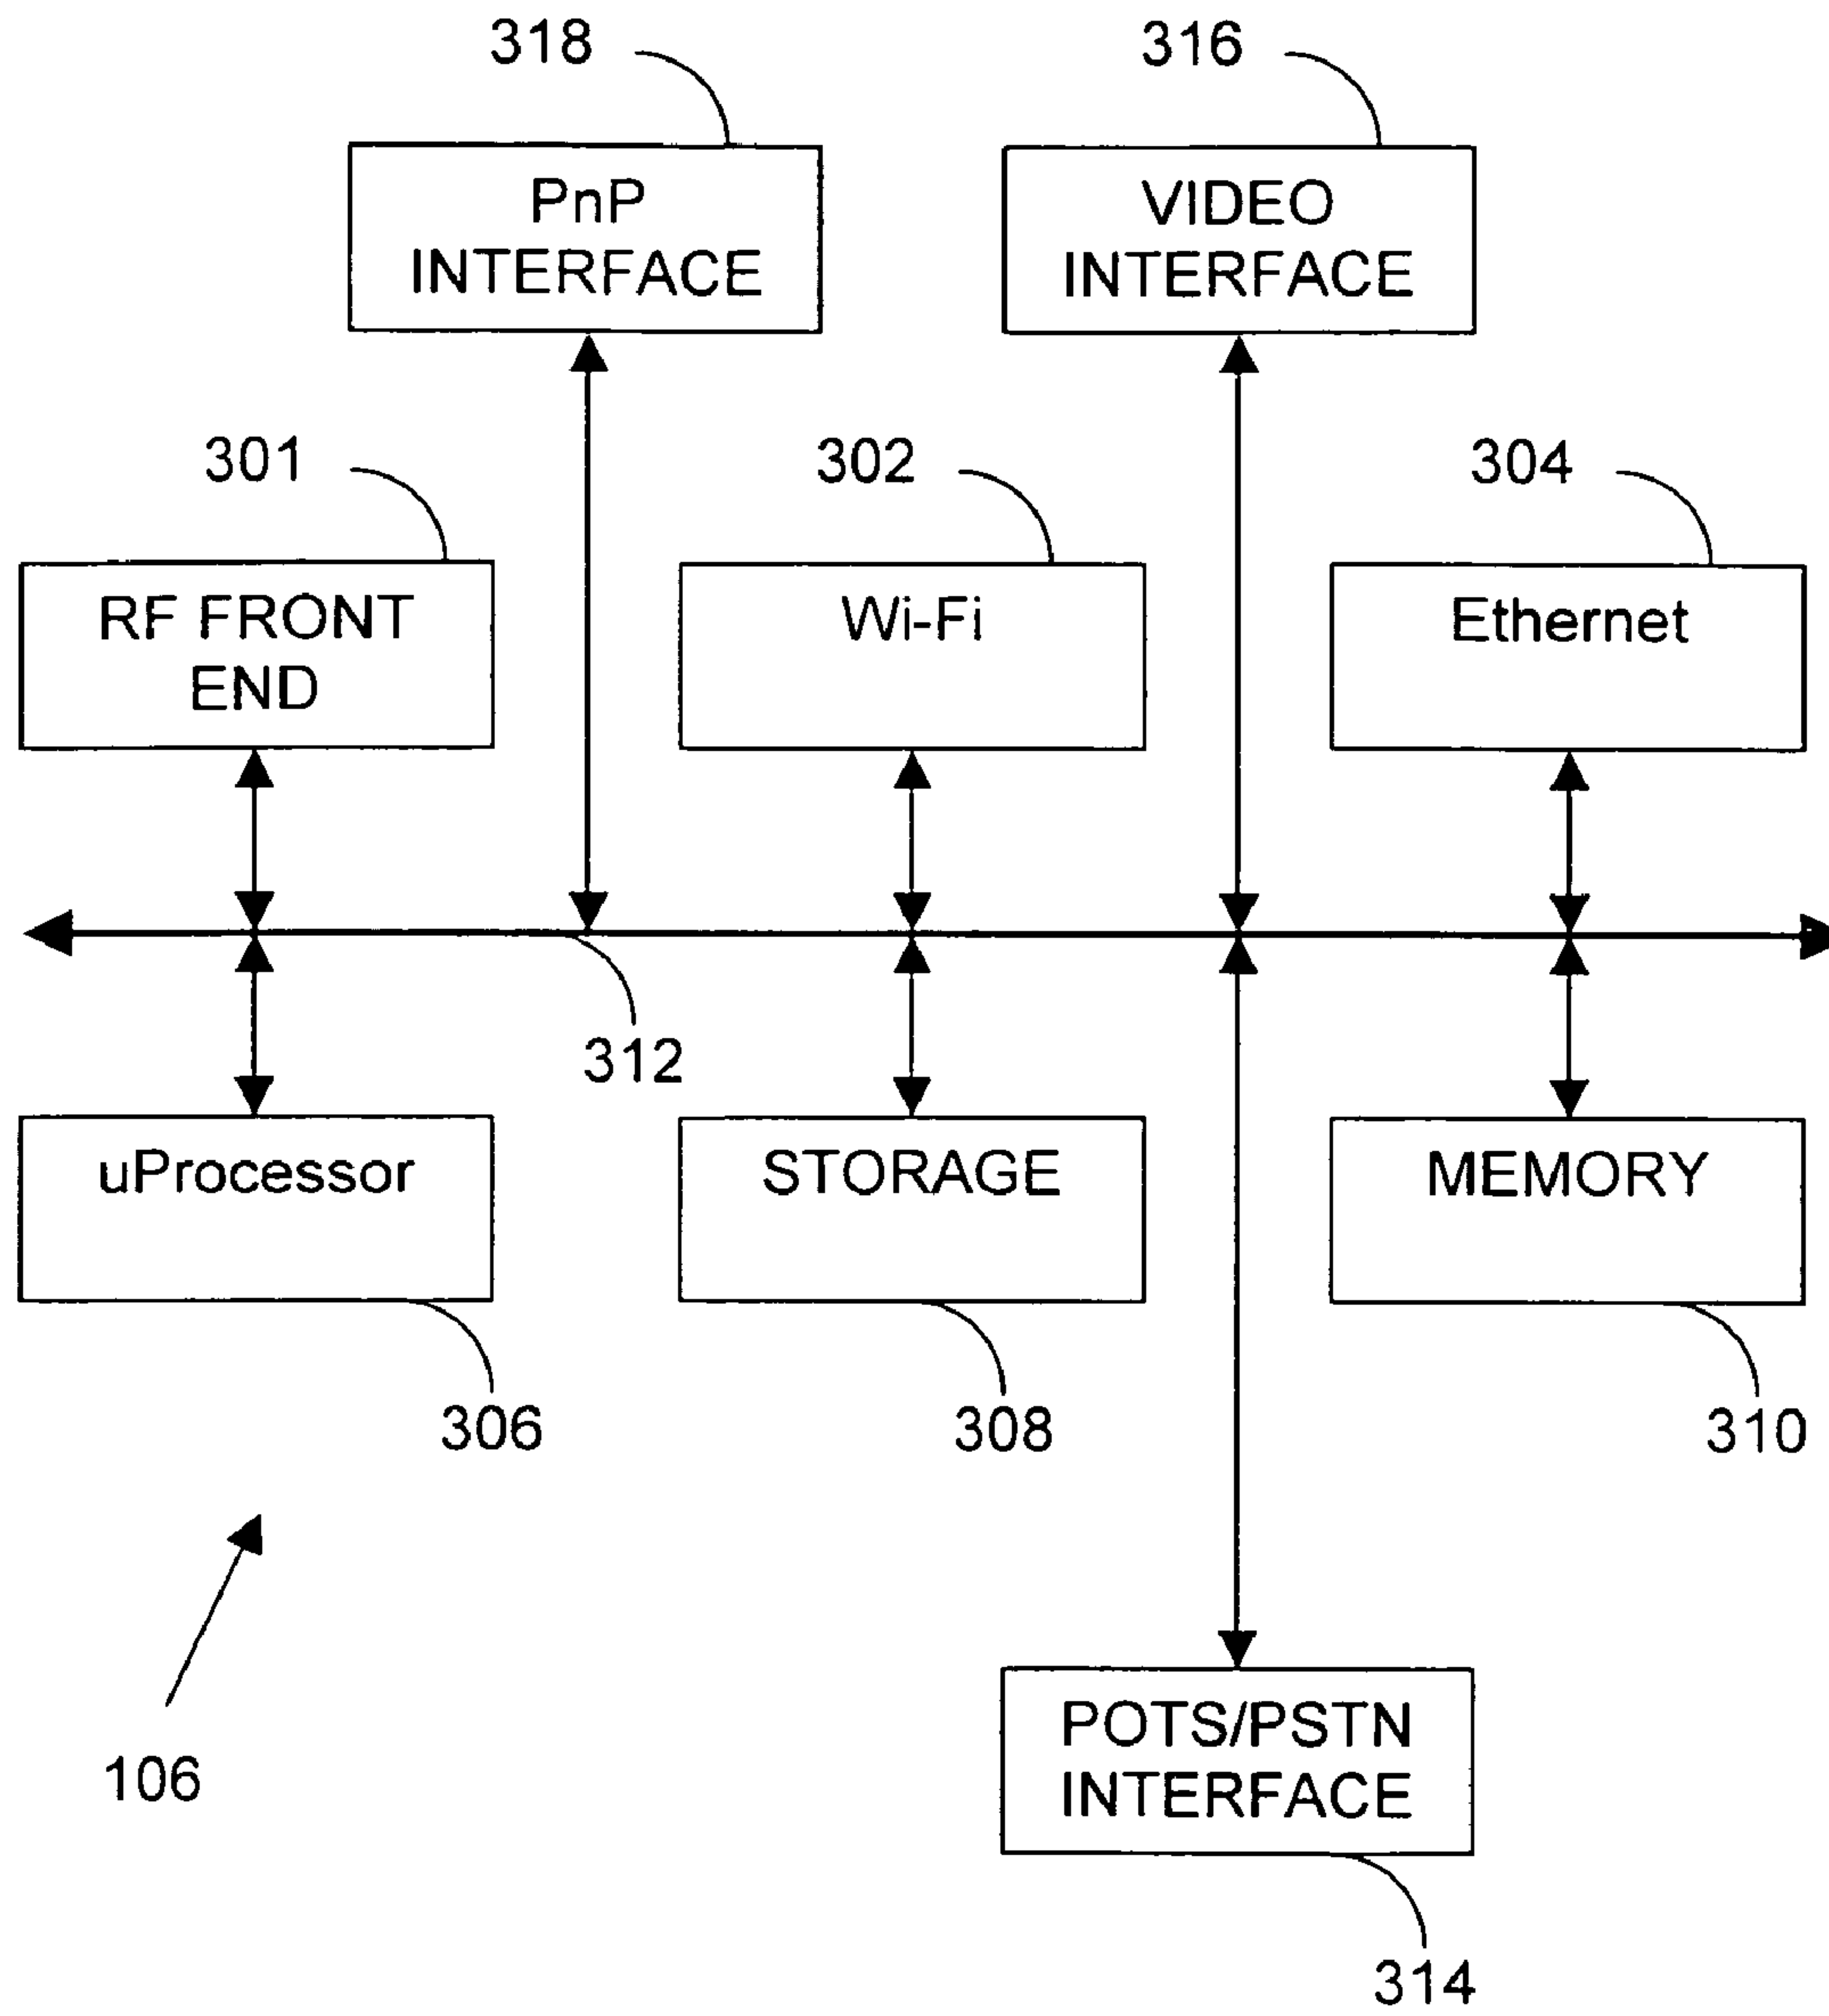 318
316
PnP
INTERFACE
VIDEO
INTERFACE
301
302
304
RF FRONT
END
Wi-Fi
Ethernet
312
uProcessor
STORAGE
MEMORY
306
308
310
106
POTS/PSTN
INTERFACE
314